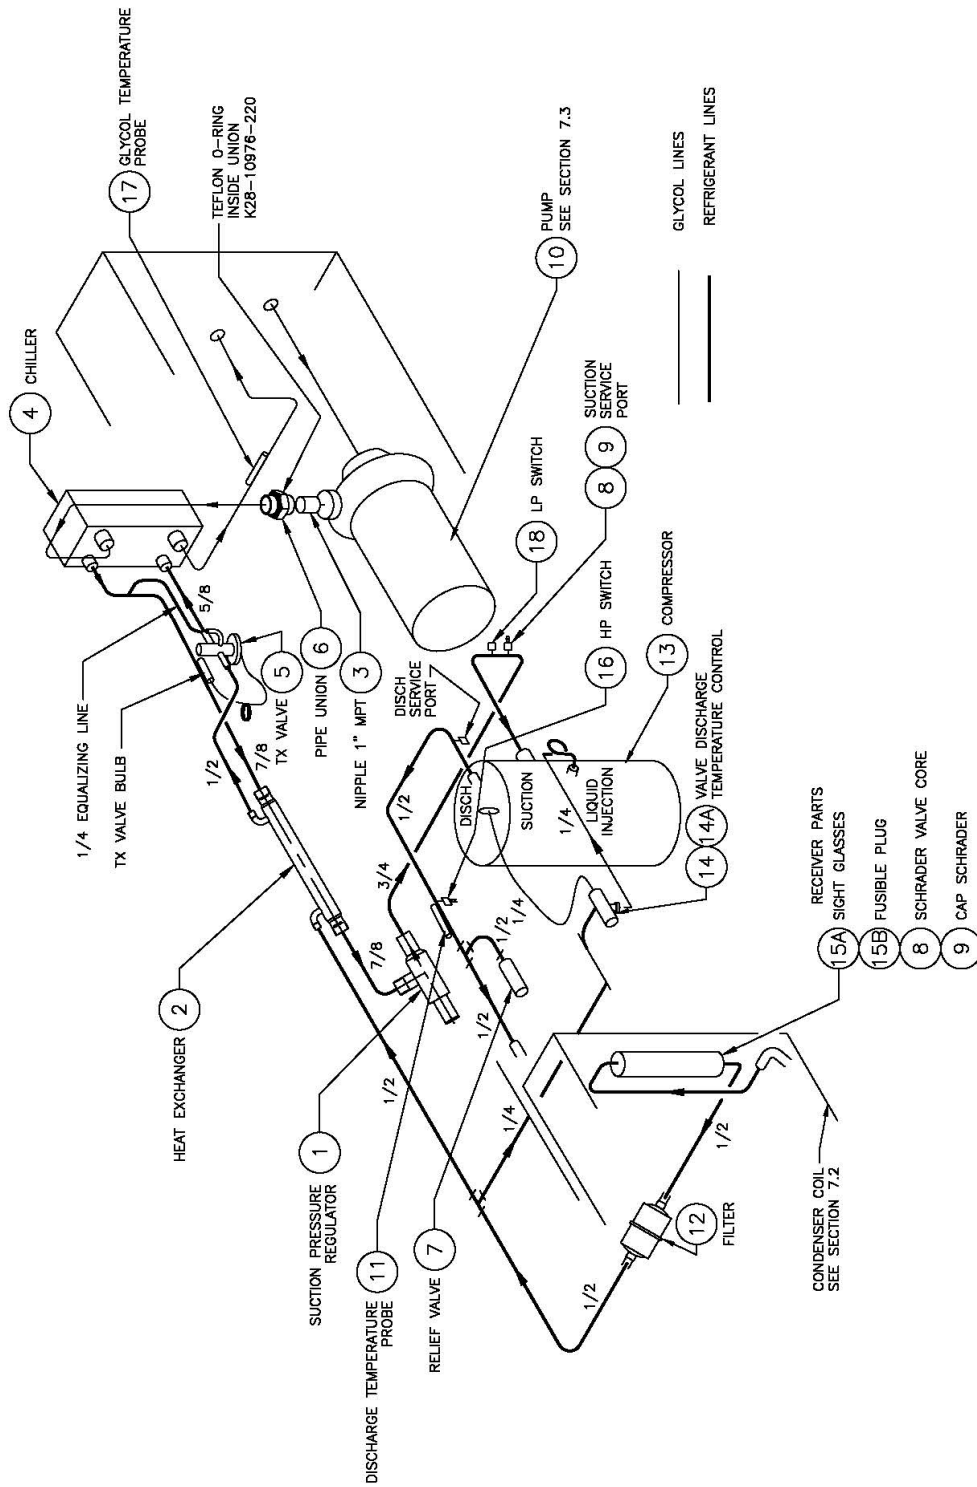 17 GLYCOL TEMPERATURE
PROBE
TEFLON O-RING
INSIDE UNION
K28-10976-220
4 CHILLER
10 PUMP
SEE SECTION 7.3
GLYCOL LINES
REFRIGERANT LINES
1/4 EQUALIZING LINE
TX VALVE BULB
5/8
5
TX VALVE
6
PIPE UNION
3
NIPPLE 1" MPT
1/2
7/8
HEAT EXCHANGER 2
18 LP SWITCH
8 9 SUCTION
SERVICE
PORT
16 HP SWITCH
13 COMPRESSOR
DISCH
SERVICE
PORT
1/2
DISCH
SUCTION
1/4
LIQUID
INJECTION
3/4
7/8
14 14A VALVE DISCHARGE
TEMPERATURE CONTROL
1/2
1/4
SUCTION PRESSURE
REGULATOR
1
DISCHARGE TEMPERATURE
PROBE
11
RELIEF VALVE 7
1/2
1/2
1/4
RECEIVER PARTS
15A SIGHT GLASSES
15B FUSIBLE PLUG
8 SCHRADER VALVE CORE
9 CAP SCHRADER
1/2
12
FILTER
1/2
CONDENSER COIL
SEE SECTION 7.2